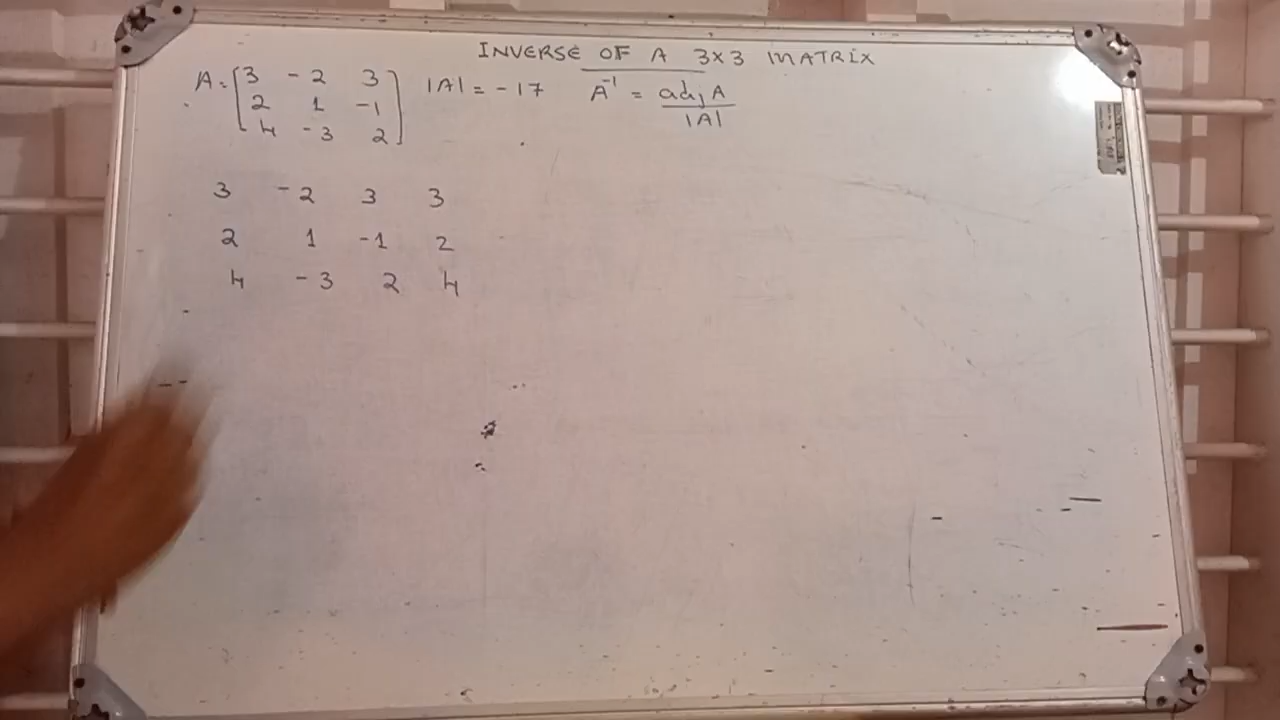 INVERSE OF A 3x3 MATRIX
A = [3 -2 3 |A| = -17 A⁻¹ = adj A / |A|
2 1 -1
4 -3 2]
3 -2 3 3
2 1 -1 2
4 -3 2 4